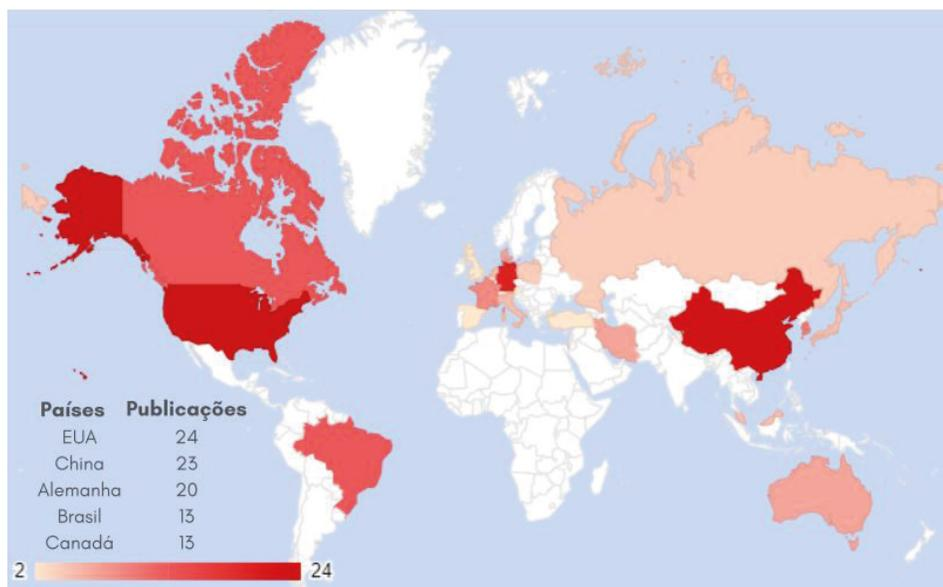 Países Publicações
EUA 24
China 23
Alemanha 20
Brasil 13
Canadá 13
2 24